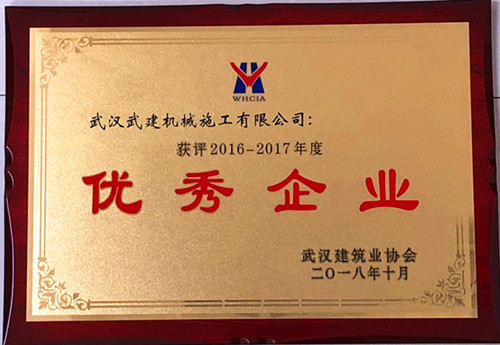 WHCIA
武汉武建机械施工有限公司：
获评2016-2017年度
优秀企业
武汉建筑业协会
二〇一八年十月